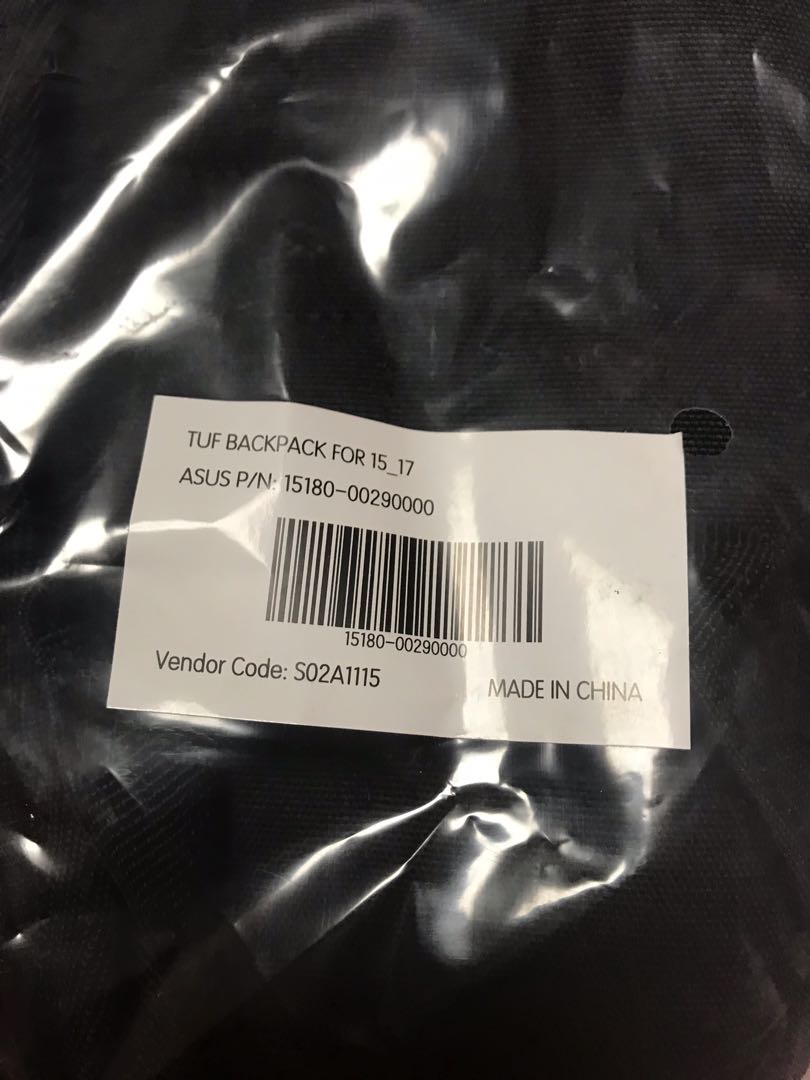 TUF BACKPACK FOR 15_17
ASUS P/N: 15180-00290000
15180-00290000
Vendor Code: S02A1115
MADE IN CHINA